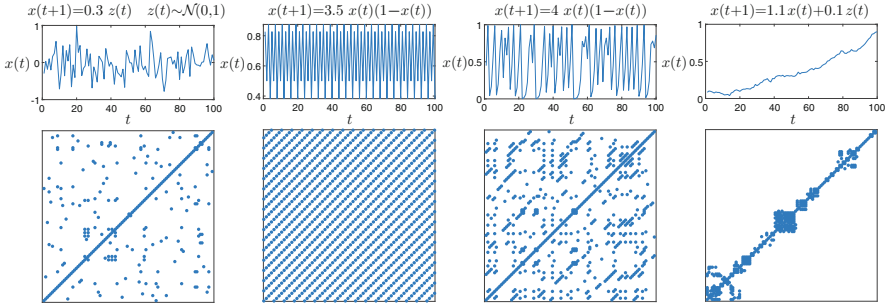 x(t+1)=0.3 z(t)   z(t)∼𝒩(0,1)
x(t)
1
0
-1
0 20 40 60 80 100
t
x(t+1)=3.5 x(t)(1−x(t))
x(t)
0.8
0.6
0.4
0 20 40 60 80 100
t
x(t+1)=4 x(t)(1−x(t))
x(t)
1
0.5
0
0 20 40 60 80 100
t
x(t+1)=1.1x(t)+0.1z(t)
x(t)
1
0.5
0
0 20 40 60 80 100
t